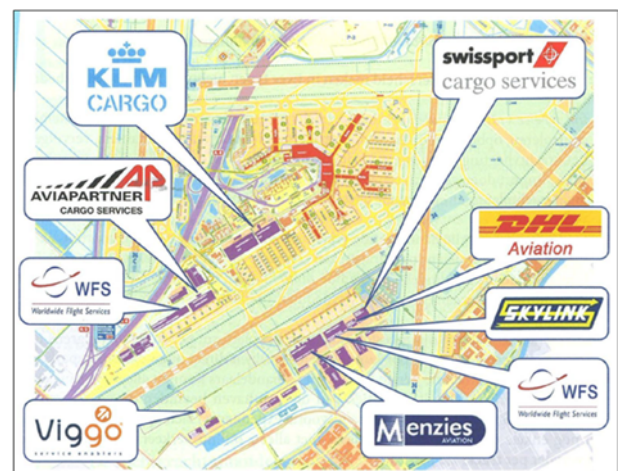 KLM
CARGO
swissport
cargo services
AVIAPARTNER
CARGO SERVICES
DHL
Aviation
WFS
Worldwide Flight Services
SKYLINK
WFS
Worldwide Flight Services
Viggo
service enablers
Menzies
AVIATION